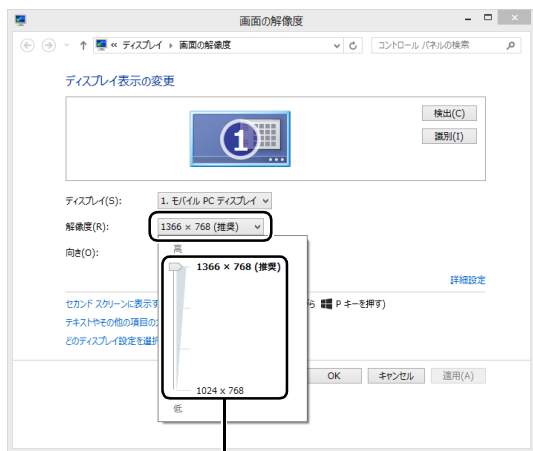 画面の解像度
« ディスプレイ 画面の解像度
コントロール パネルの検索
ディスプレイ表示の変更
1
検出(C)
識別(I)
ディスプレイ(S):
1. モバイル PC ディスプレイ
解像度(R):
1366 × 768 (推奨)
向き(O):
高
1366 × 768 (推奨)
1024 x 768
低
詳細設定
セカンド スクリーンに表示す
P キーを押す)
テキストやその他の項目の
どのディスプレイ設定を選択
OK
キャンセル
適用(A)